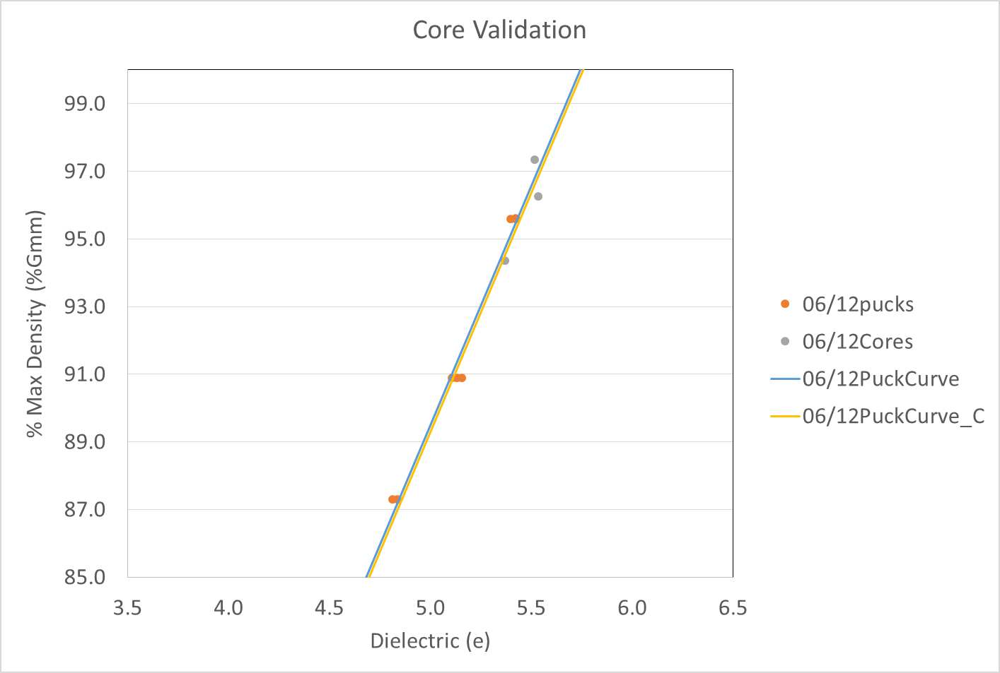 Core Validation
99.0
97.0
95.0
93.0
91.0
89.0
87.0
85.0
% Max Density (%Gmm)
3.5 4.0 4.5 5.0 5.5 6.0 6.5
Dielectric (e)
06/12pucks
06/12Cores
06/12PuckCurve
06/12PuckCurve_C